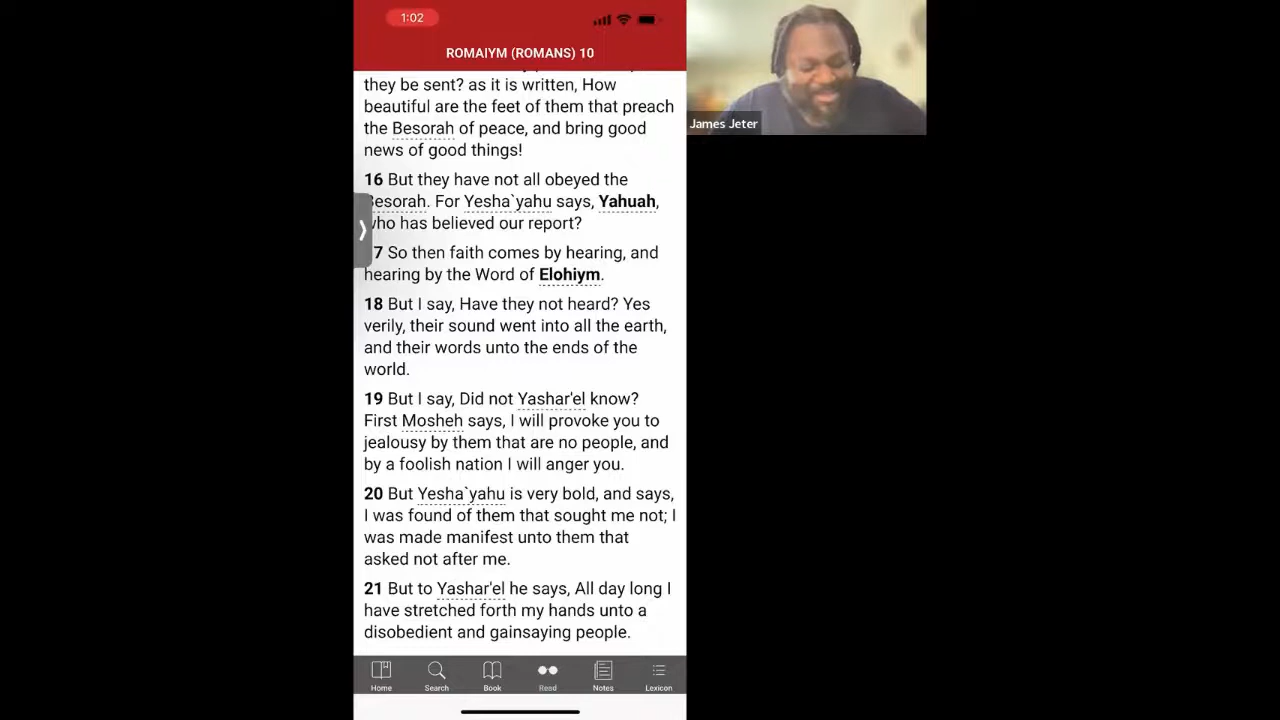 1:02
ROMAIYM (ROMANS) 10
they be sent? as it is written, How
beautiful are the feet of them that preach
the Besorah of peace, and bring good
news of good things!
16 But they have not all obeyed the
Besorah. For Yesha`yahu says, Yahuah,
who has believed our report?
7 So then faith comes by hearing, and
hearing by the Word of Elohiym.
18 But I say, Have they not heard? Yes
verily, their sound went into all the earth,
and their words unto the ends of the
world.
19 But I say, Did not Yashar'el know?
First Mosheh says, I will provoke you to
jealousy by them that are no people, and
by a foolish nation I will anger you.
20 But Yesha`yahu is very bold, and says,
I was found of them that sought me not; I
was made manifest unto them that
asked not after me.
21 But to Yashar'el he says, All day long I
have stretched forth my hands unto a
disobedient and gainsaying people.
Home Search Book Read Notes Lexicon
James Jeter